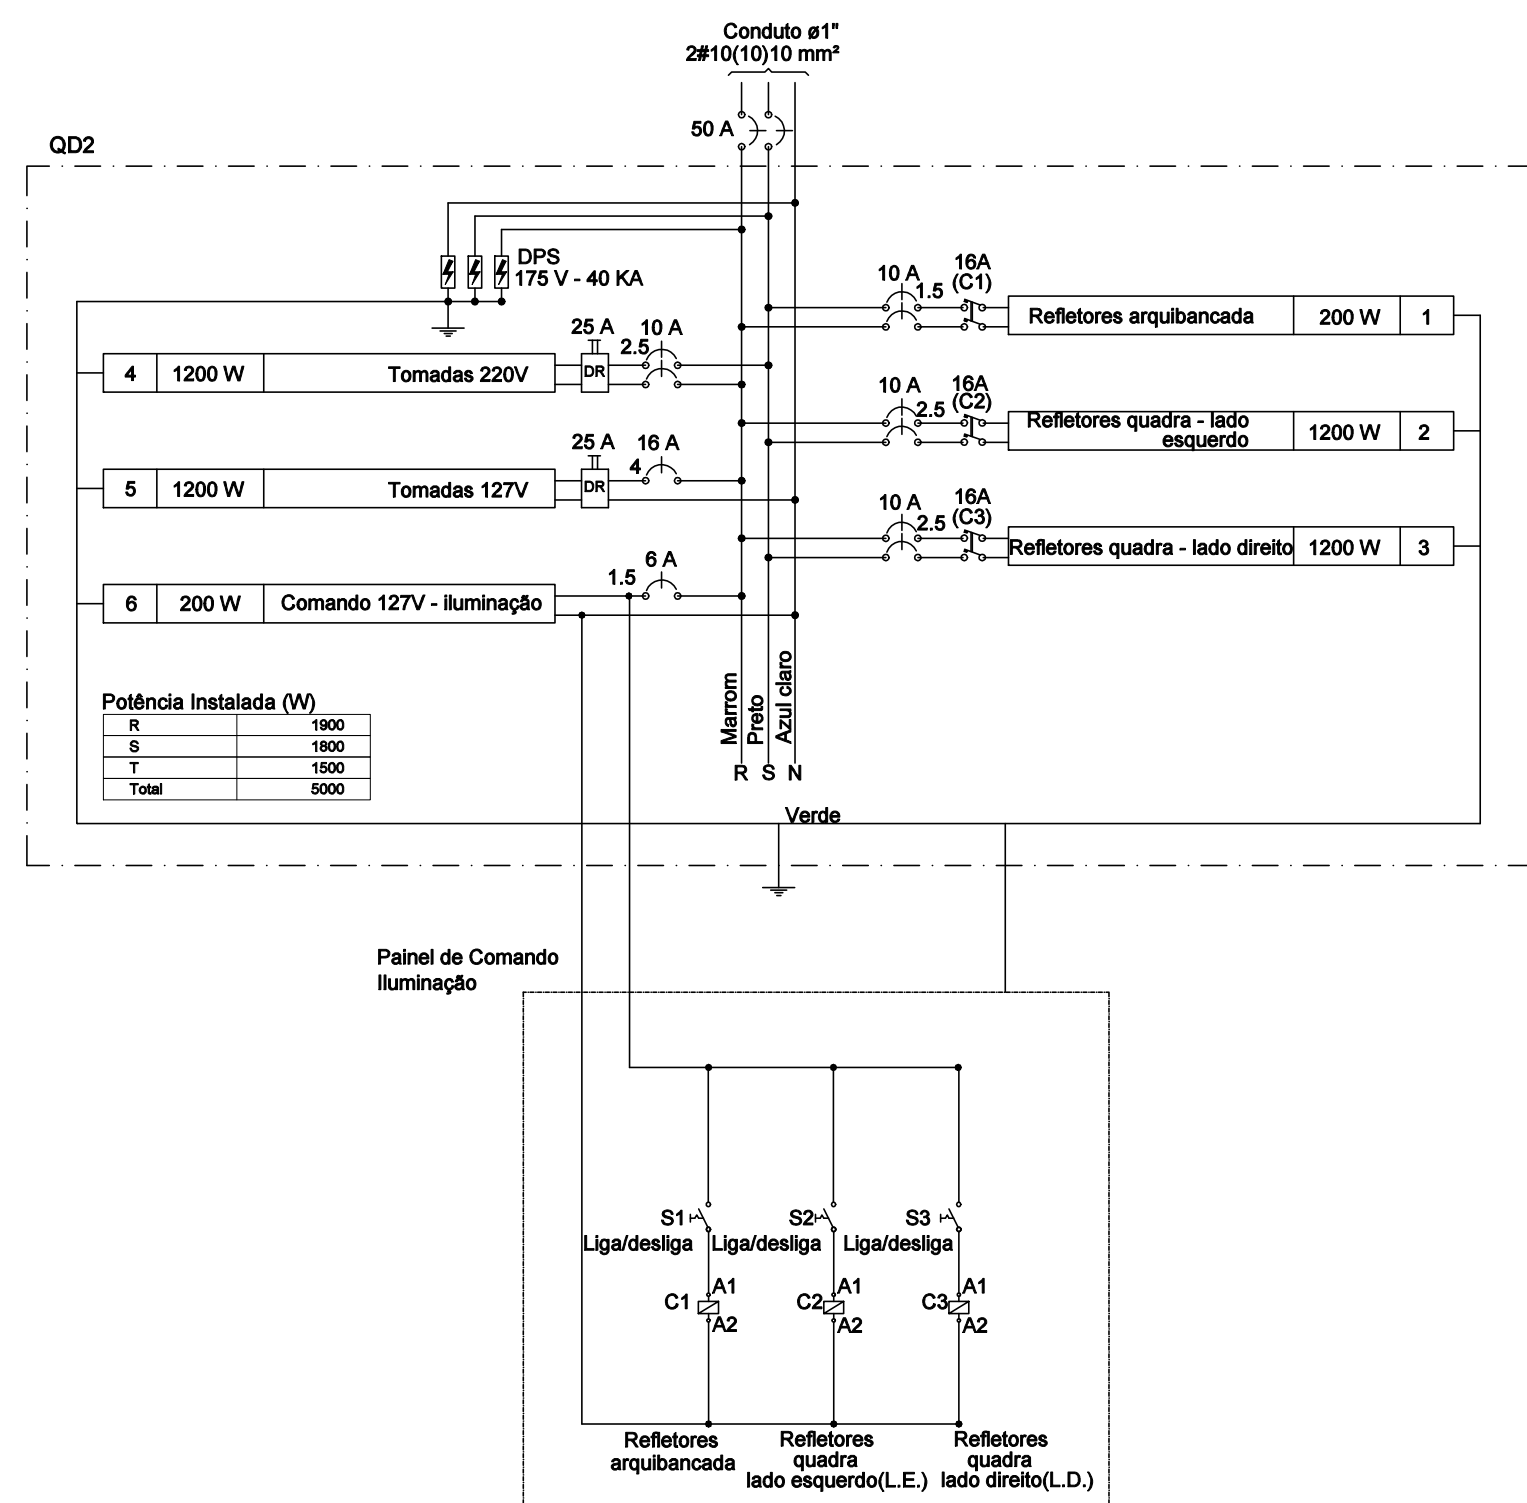 Conduto ø1"
2#10(10)10 mm²
50 A
QD2
DPS
175 V - 40 KA
10 A
1.5
16A
(C1)
Refletores arquibancada
200 W
1
25 A
10 A
2.5
DR
4
1200 W
Tomadas 220V
10 A
2.5
16A
(C2)
Refletores quadra - lado
esquerdo
1200 W
2
25 A
16 A
4
DR
5
1200 W
Tomadas 127V
10 A
2.5
16A
(C3)
Refletores quadra - lado direito
1200 W
3
6 A
1.5
6
200 W
Comando 127V - iluminação
Marrom
Preto
Azul claro
R S N
Potência Instalada (W)
R 1900
S 1800
T 1500
Total 5000
Verde
Painel de Comando
Iluminação
S1
Liga/desliga
S2
Liga/desliga
S3
Liga/desliga
C1
A1
A2
C2
A1
A2
C3
A1
A2
Refletores
arquibancada
Refletores
quadra
lado esquerdo(L.E.)
Refletores
quadra
lado direito(L.D.)